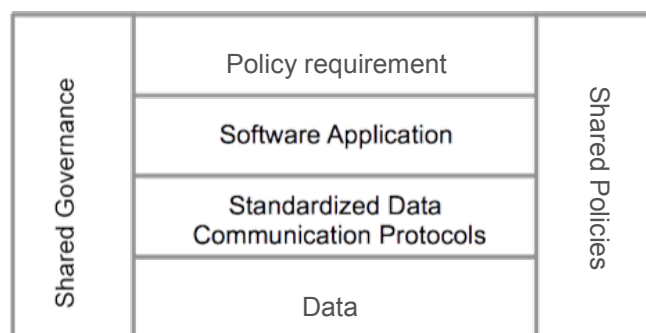 Shared Governance
Policy requirement
Software Application
Standardized Data
Communication Protocols
Data
Shared Policies